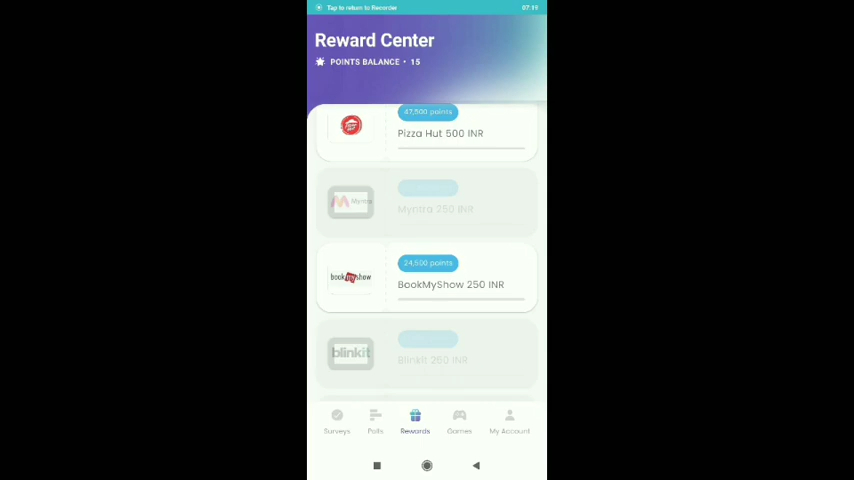 Tap to return to Recorder
07:19
Reward Center
POINTS BALANCE • 15
47,500 points
Pizza Hut 500 INR
Myntra
Myntra 250 INR
24,500 points
bookmyshow
BookMyShow 250 INR
blinkit
Blinkit 250 INR
Surveys Polls Rewards Games My Account